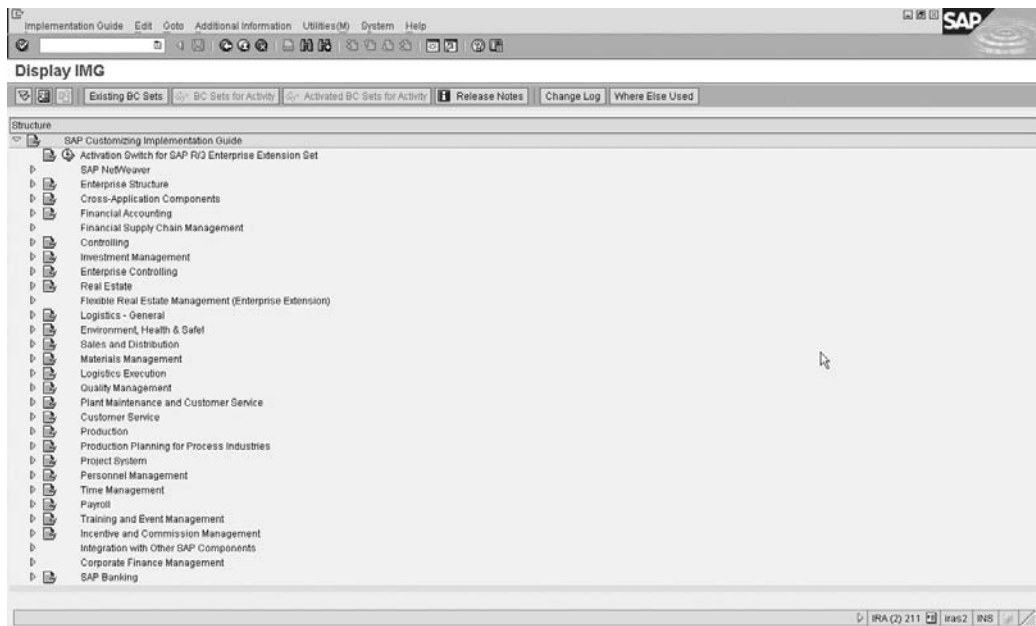 Implementation Guide Edit Goto Additional Information Utilities(M) System Help
SAP
Display IMG
Existing BC Sets BC Sets for Activity Activated BC Sets for Activity Release Notes Change Log Where Else Used
Structure
SAP Customizing Implementation Guide
Activation Switch for SAP R/3 Enterprise Extension Set
SAP NetWeaver
Enterprise Structure
Cross-Application Components
Financial Accounting
Financial Supply Chain Management
Controlling
Investment Management
Enterprise Controlling
Real Estate
Flexible Real Estate Management (Enterprise Extension)
Logistics - General
Environment, Health & Safet
Sales and Distribution
Materials Management
Logistics Execution
Quality Management
Plant Maintenance and Customer Service
Customer Service
Production
Production Planning for Process Industries
Project System
Personnel Management
Time Management
Payroll
Training and Event Management
Incentive and Commission Management
Integration with Other SAP Components
Corporate Finance Management
SAP Banking
IRA (2) 211 iras2 INS